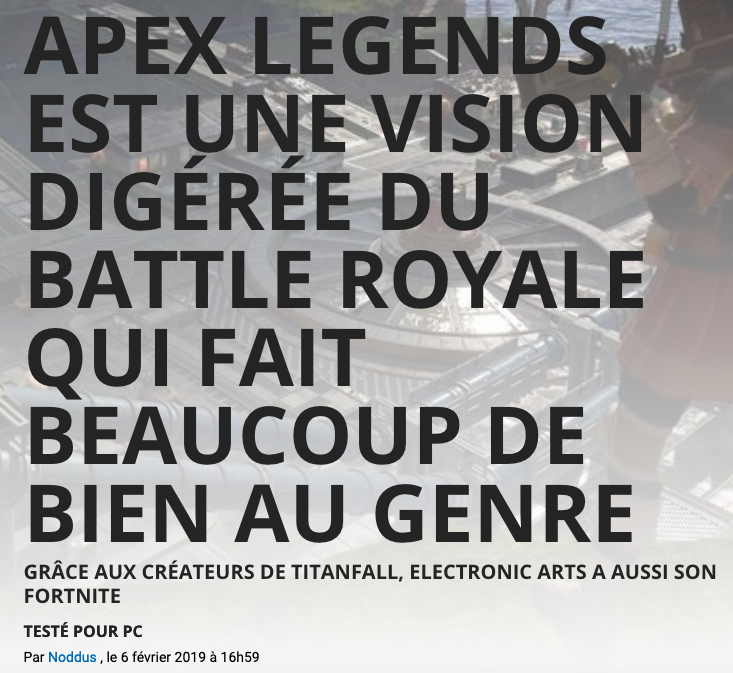 APEX LEGENDS
EST UNE VISION
DIGÉRÉE DU
BATTLE ROYALE
QUI FAIT
BEAUCOUP DE
BIEN AU GENRE
GRÂCE AUX CRÉATEURS DE TITANFALL, ELECTRONIC ARTS A AUSSI SON
FORTNITE
TESTÉ POUR PC
Par Noddus , le 6 février 2019 à 16h59